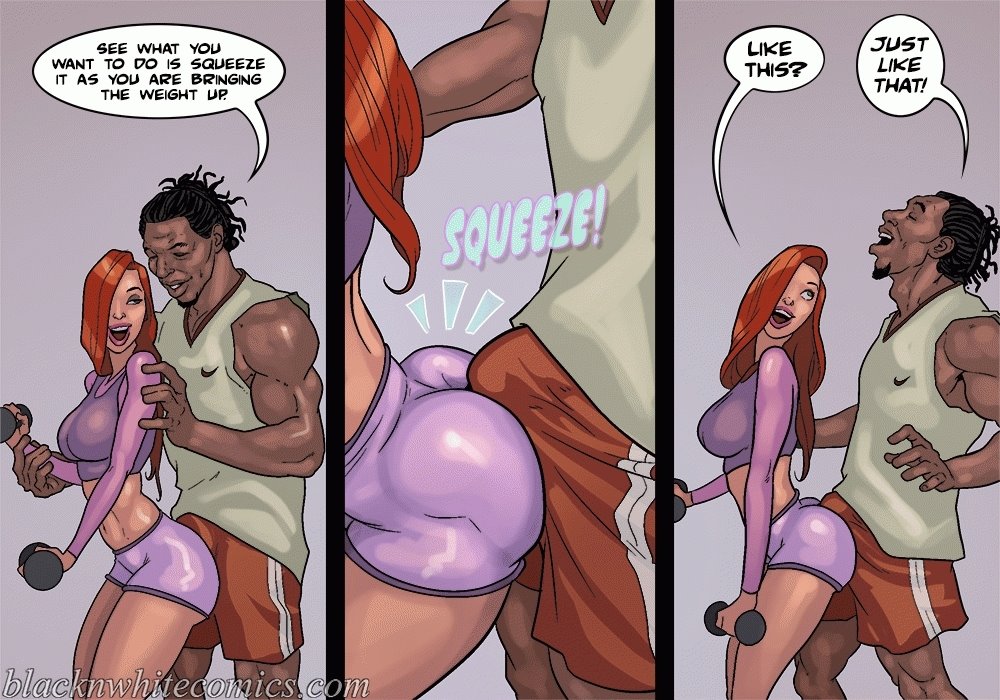 SEE WHAT YOU
WANT TO DO IS SQUEEZE
IT AS YOU ARE BRINGING
THE WEIGHT UP.
SQUEEZE!
LIKE
THIS?
JUST
LIKE
THAT!
blacknwhitecomics.com